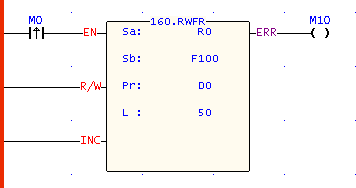 M0 160.RWFR M10
EN Sa: R0 ERR
Sb: F100
R/W Pr: D0
L : 50
INC